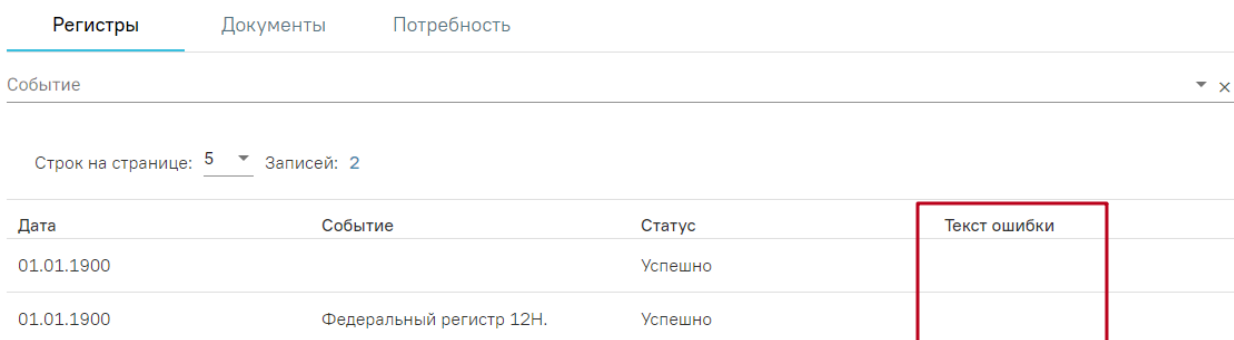 Регистры Документы Потребность
Событие
Строк на странице: 5 Записей: 2
Дата Событие Статус Текст ошибки
01.01.1900 Успешно
01.01.1900 Федеральный регистр 12Н. Успешно